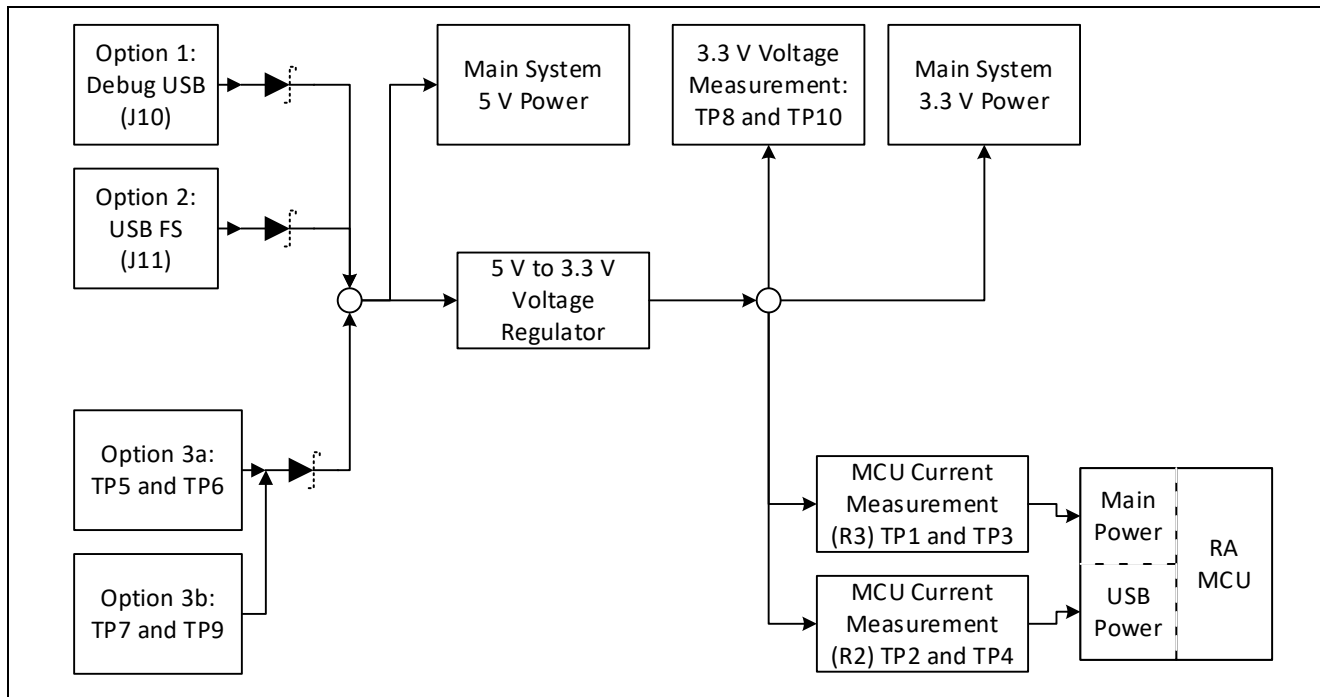 Option 1:
Debug USB
(J10)
Main System
5 V Power
3.3 V Voltage
Measurement:
TP8 and TP10
Main System
3.3 V Power
Option 2:
USB FS
(J11)
5 V to 3.3 V
Voltage
Regulator
Option 3a:
TP5 and TP6
Option 3b:
TP7 and TP9
MCU Current
Measurement
(R3) TP1 and TP3
MCU Current
Measurement
(R2) TP2 and TP4
Main
Power
USB
Power
RA
MCU